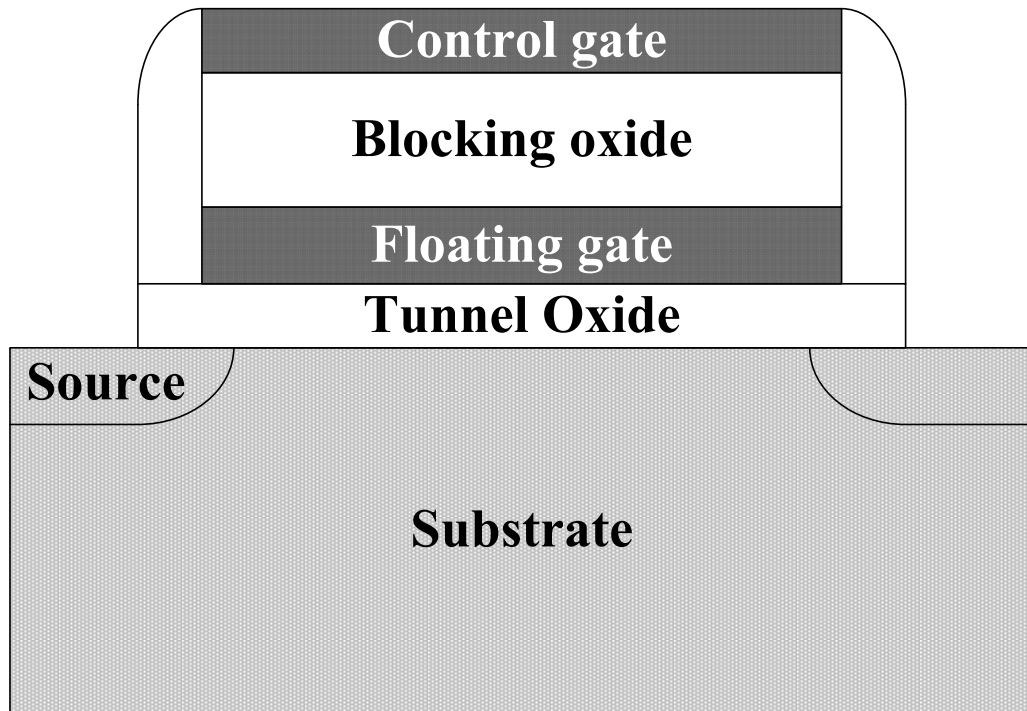 Control gate
Blocking oxide
Floating gate
Tunnel Oxide
Source
Substrate